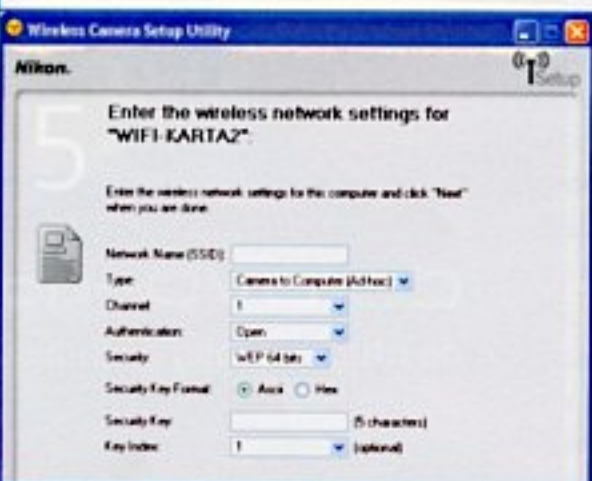 Wireless Camera Setup Utility
Nikon.
Setup
5
Enter the wireless network settings for
"WIFI-KARTA2":
Enter the wireless network settings for this computer and click "Next"
when you are done.
Network Name (SSID):
Type: Camera to Computer (Ad-hoc)
Channel: 1
Authentication: Open
Security: WEP 64 bits
Security Key Format: Ascii Hex
Security Key: (5 characters)
Key Index: 1 (optional)